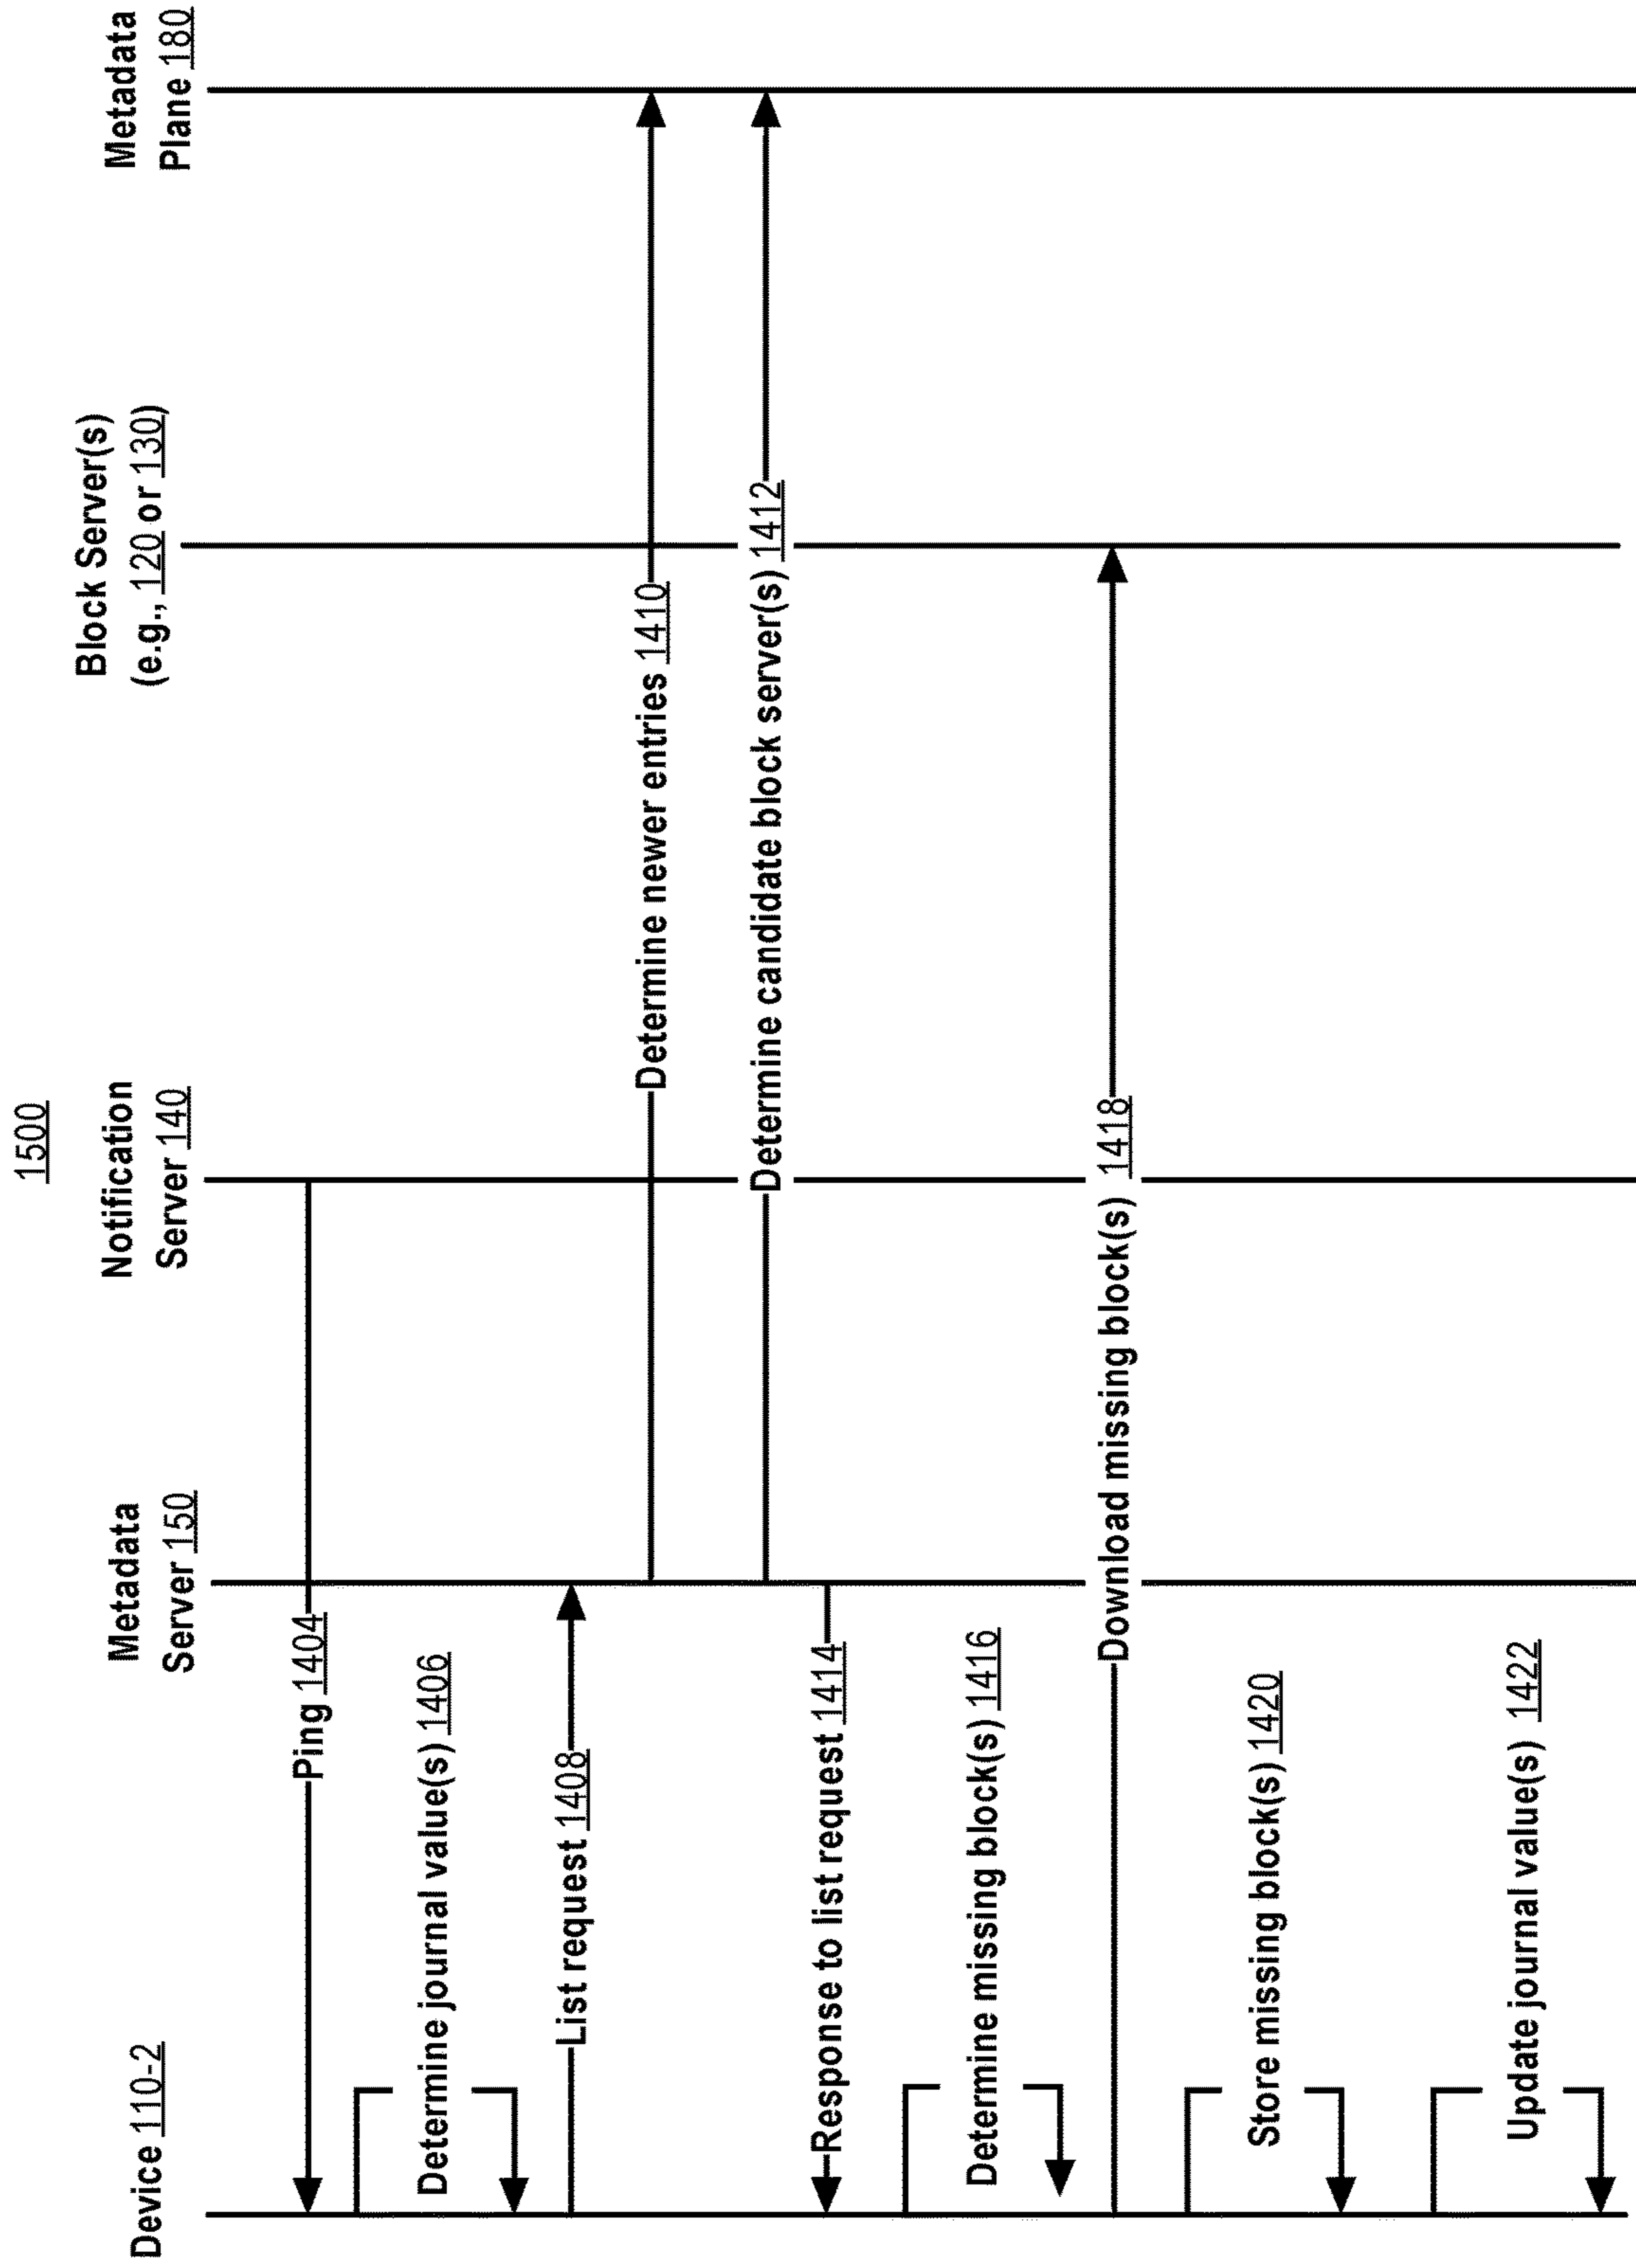 1500
Device 110-2
Metadata
Server 150
Notification
Server 140
Block Server(s)
(e.g., 120 or 130)
Metadata
Plane 180
Ping 1404
Determine journal value(s) 1406
List request 1408
Determine newer entries 1410
Determine candidate block server(s) 1412
Response to list request 1414
Determine missing block(s) 1416
Download missing block(s) 1418
Store missing block(s) 1420
Update journal value(s) 1422